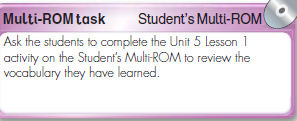 Multi-ROM task Student's Multi-ROM
Ask the students to complete the Unit 5 Lesson 1
activity on the Student's Multi-ROM to review the
vocabulary they have learned.